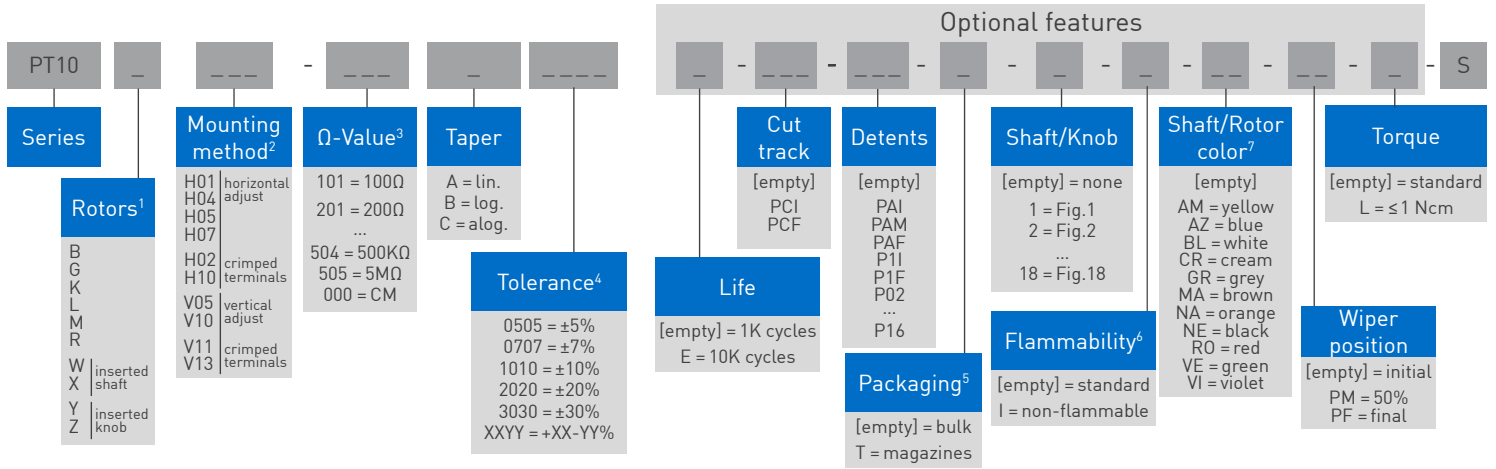 Optional features
PT10 _ _ _ _ - _ _ _ _ _ _ _ _ _ - _ _ _ - _ _ _ - _ - _ - _ - _ _ - _ _ - _ - S
Series
Rotors¹
B
G
K
L
M
R
W
X
inserted
shaft
Y
Z
inserted
knob
Mounting
method²
H01
H04
H05
H07
horizontal
adjust
H02
H10
crimped
terminals
V05
V10
vertical
adjust
V11
V13
crimped
terminals
Ω-Value³
101 = 100Ω
201 = 200Ω
...
504 = 500KΩ
505 = 5MΩ
000 = CM
Taper
A = lin.
B = log.
C = alog.
Tolerance⁴
0505 = ±5%
0707 = ±7%
1010 = ±10%
2020 = ±20%
3030 = ±30%
XXYY = +XX-YY%
Life
[empty] = 1K cycles
E = 10K cycles
Cut
track
[empty]
PCI
PCF
Detents
[empty]
PAI
PAM
PAF
P1I
P1F
P02
...
P16
Packaging⁵
[empty] = bulk
T = magazines
Shaft/Knob
[empty] = none
1 = Fig.1
2 = Fig.2
...
18 = Fig.18
Flammability⁶
[empty] = standard
I = non-flammable
Shaft/Rotor
color⁷
[empty]
AM = yellow
AZ = blue
BL = white
CR = cream
GR = grey
MA = brown
NA = orange
NE = black
RO = red
VE = green
VI = violet
Wiper
position
[empty] = initial
PM = 50%
PF = final
Torque
[empty] = standard
L = ≤1 Ncm